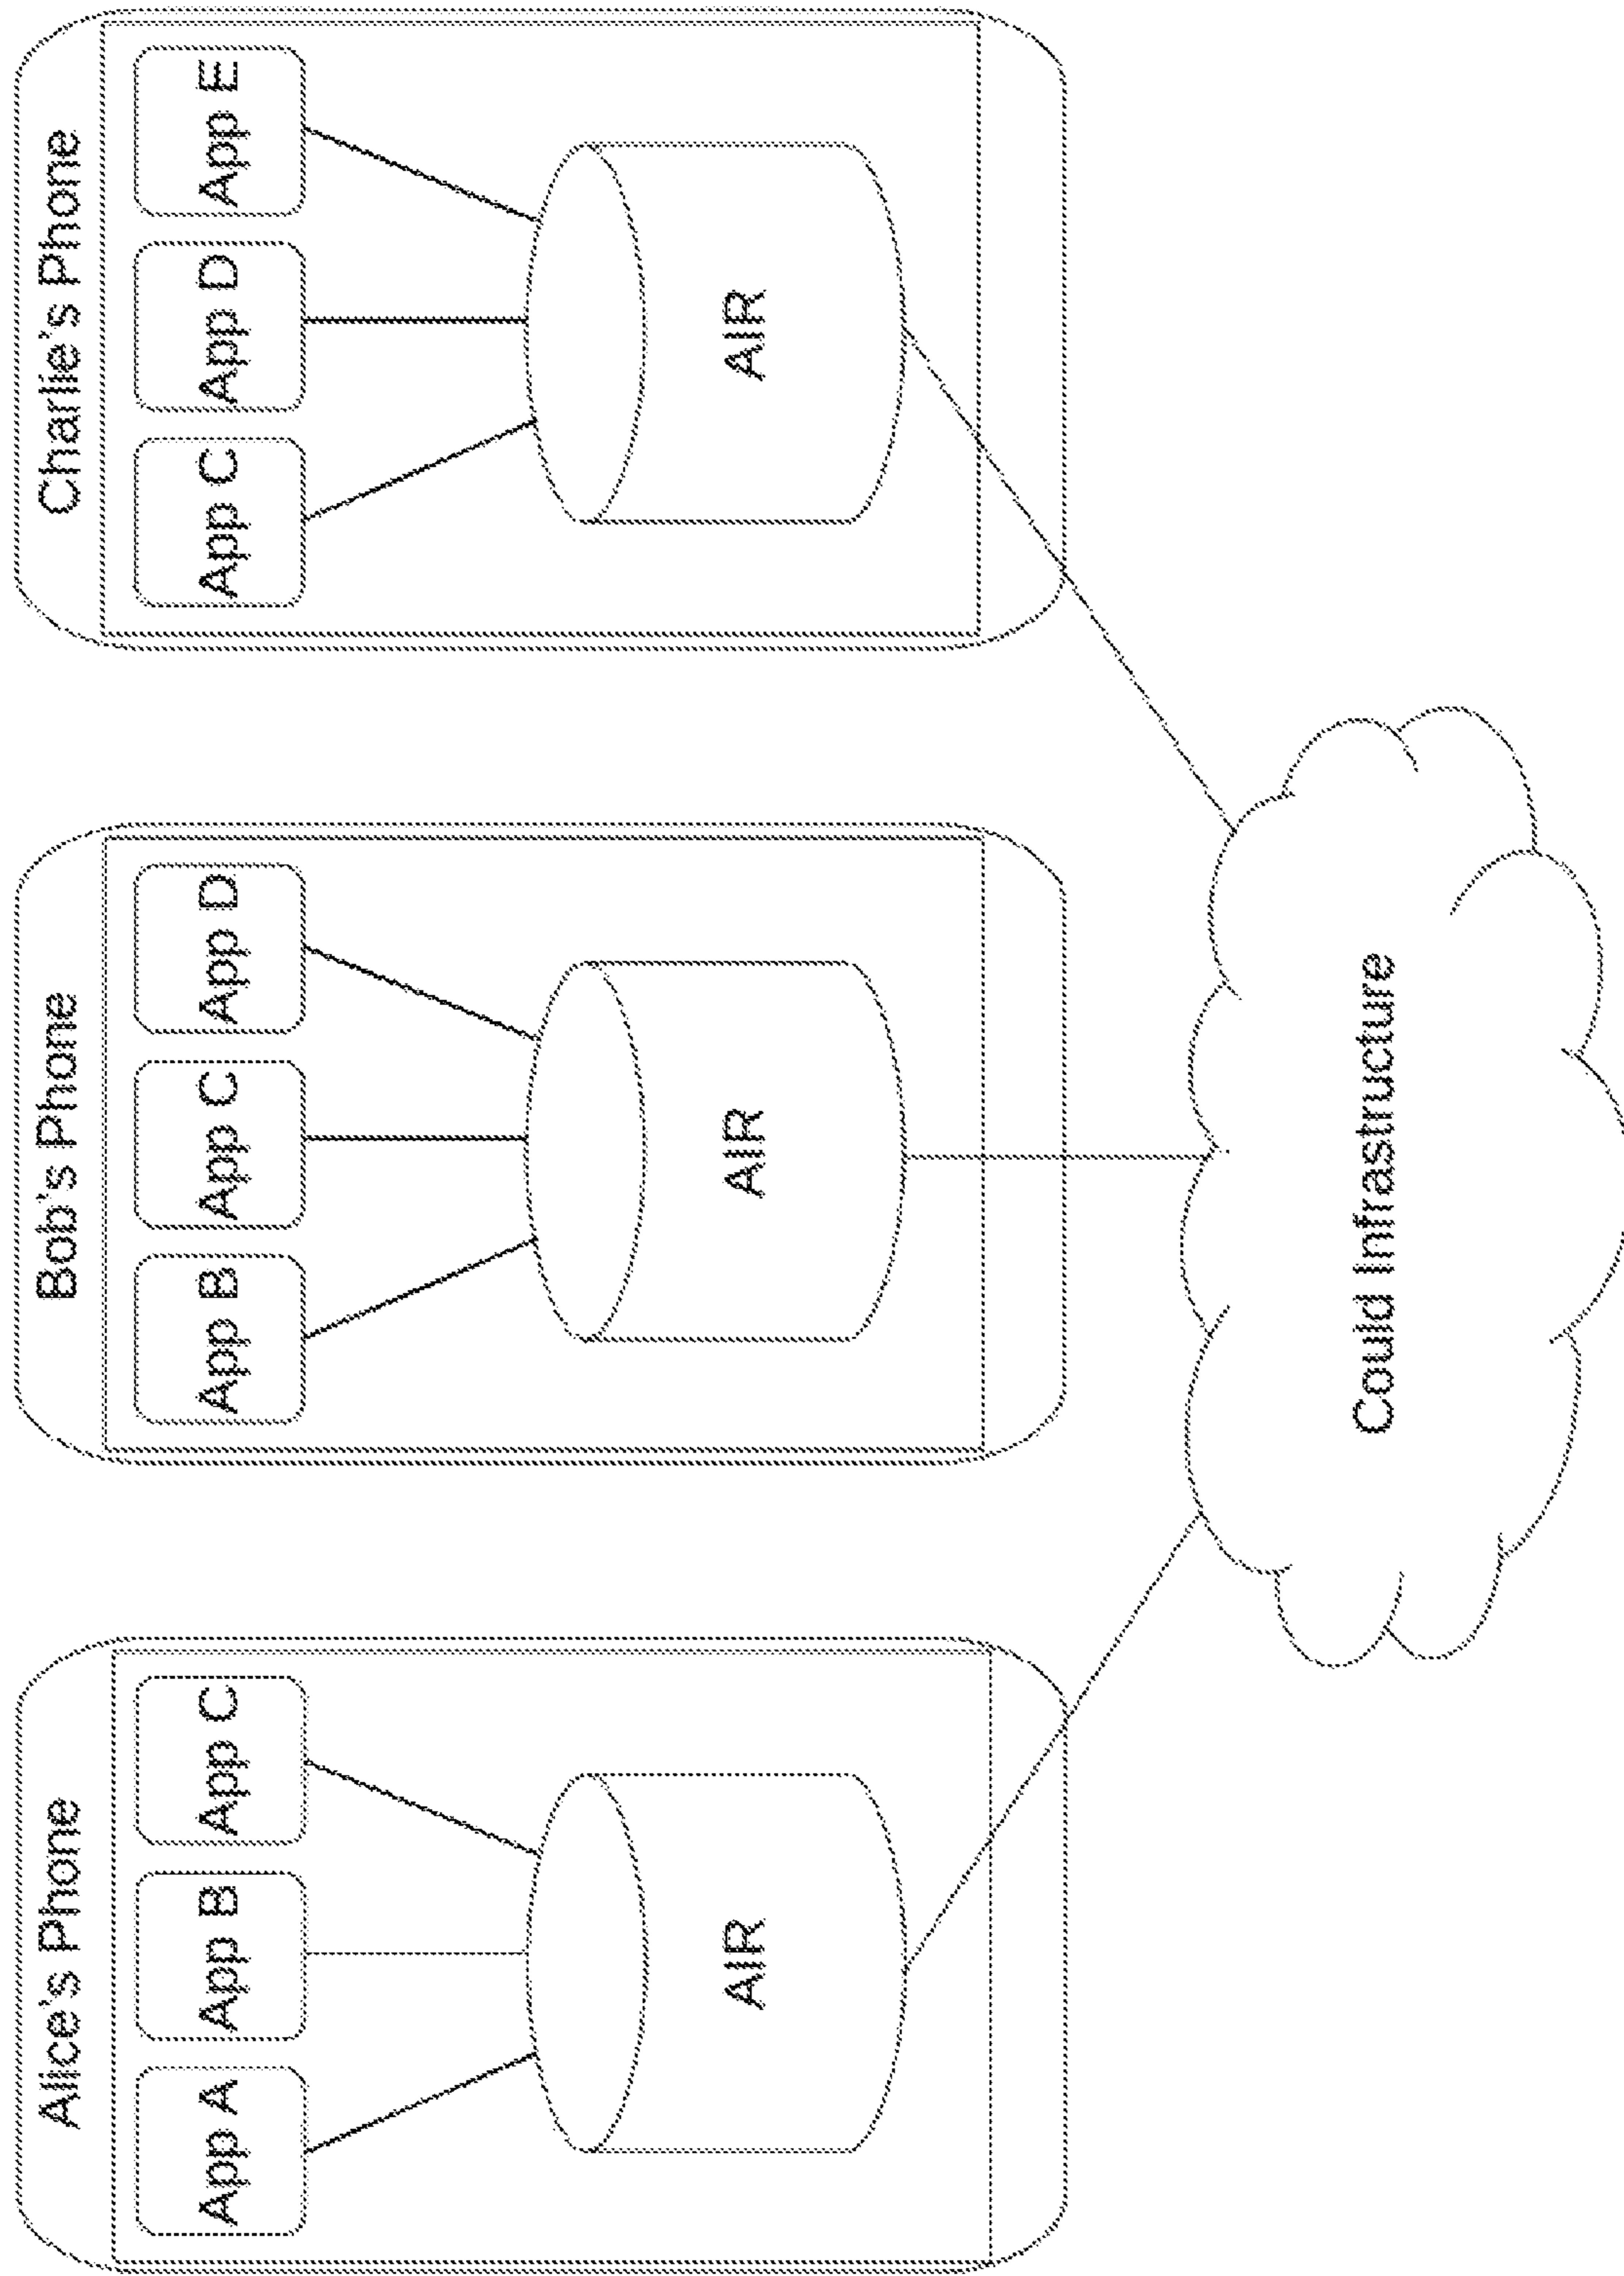 Alice's Phone
App A
App B
App C
AIR
Bob's Phone
App B
App C
App D
AIR
Charlie's Phone
App C
App D
App E
AIR
Could Infrastructure